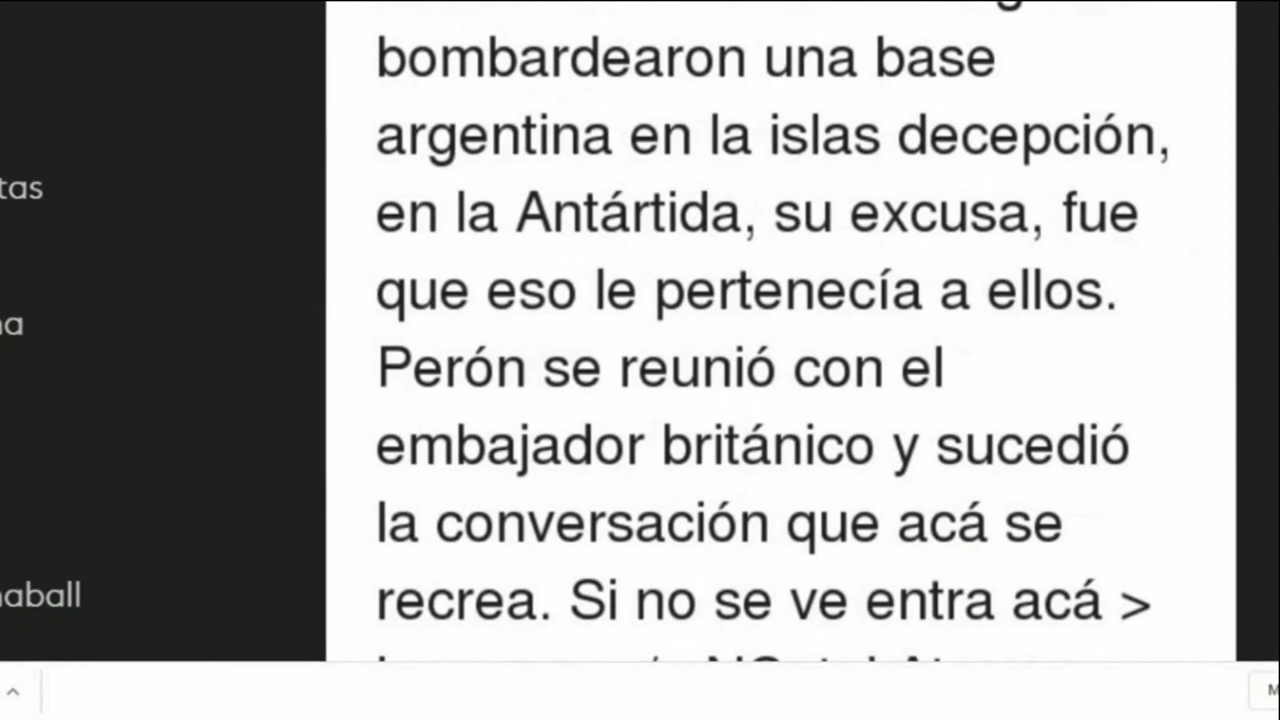 bombardearon una base
argentina en la islas decepción,
en la Antártida, su excusa, fue
que eso le pertenecía a ellos.
Perón se reunió con el
embajador británico y sucedió
la conversación que acá se
recrea. Si no se ve entra acá >
tas
na
naball
M